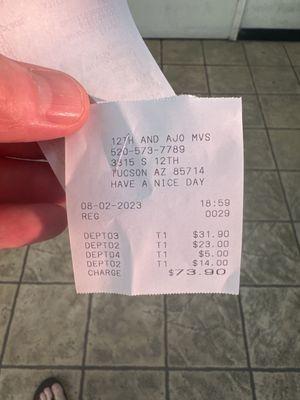 12TH AND AJO MVS
520-573-7789
3315 S 12TH
TUCSON AZ 85714
HAVE A NICE DAY
08-02-2023 18:59
REG 0029
DEPT03 T1 $31.90
DEPT02 T1 $23.00
DEPT04 T1 $5.00
DEPT02 T1 $14.00
CHARGE $73.90